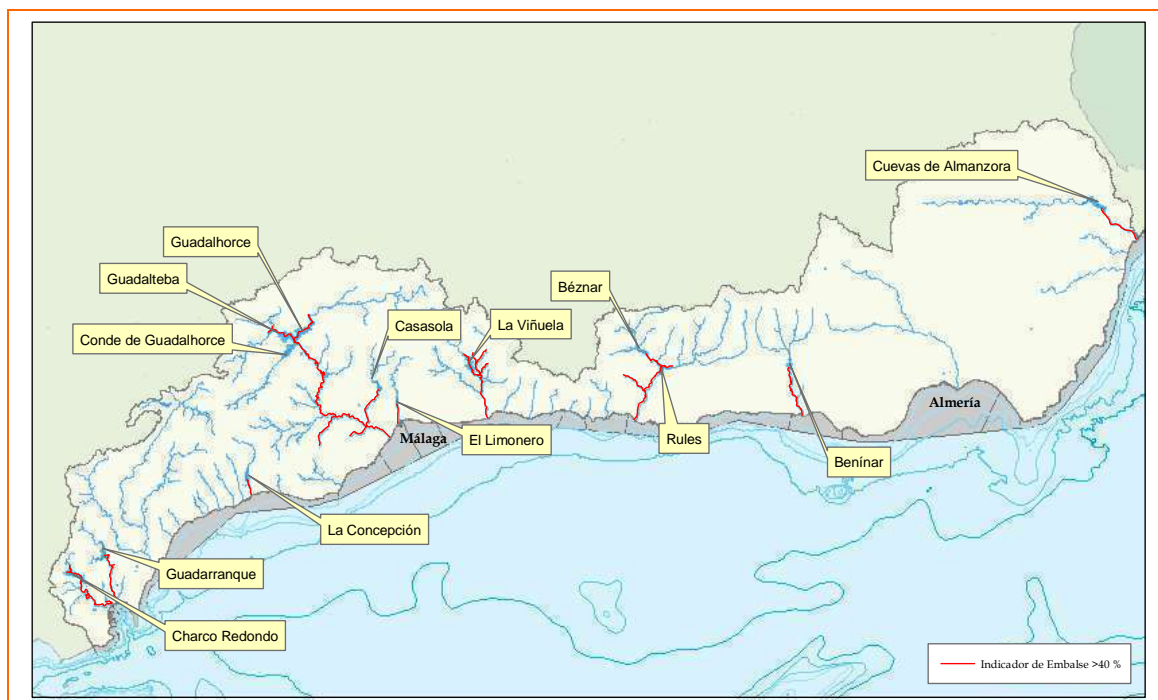 Cuevas de Almanzora
Guadalhorce
Guadalteba
Béznar
Casasola
La Viñuela
Conde de Guadalhorce
Almería
Málaga
El Limonero
Rules
Benínar
La Concepción
Guadarranque
Charco Redondo
Indicador de Embalse >40 %